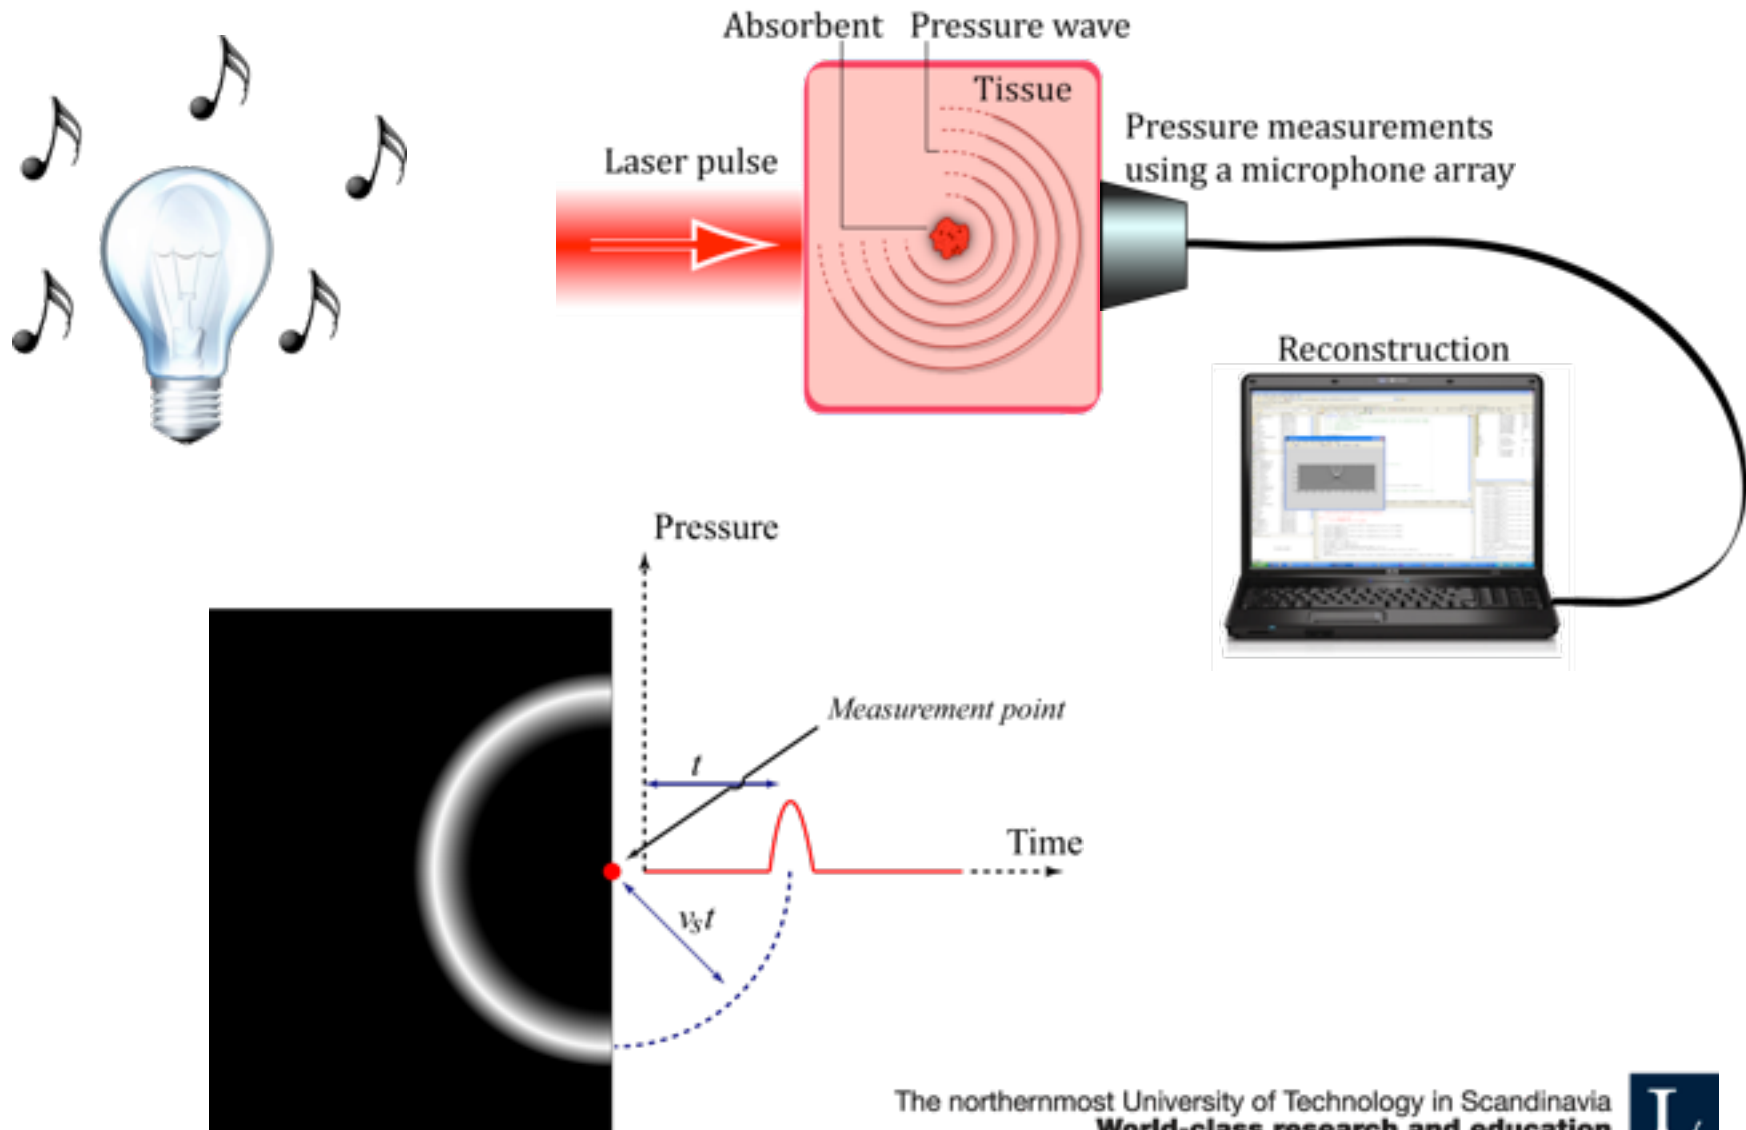 Absorbent
Pressure wave
Tissue
Laser pulse
Pressure measurements
using a microphone array
Reconstruction
Pressure
Measurement point
t
Time
vst
The northernmost University of Technology in Scandinavia
World-class research and education
L